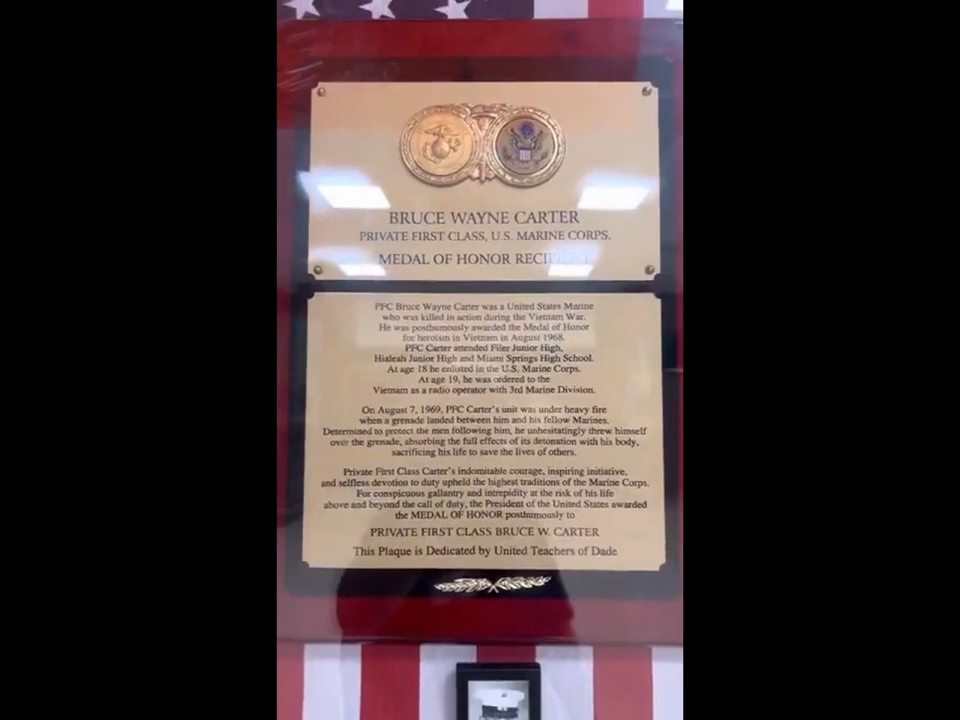 BRUCE WAYNE CARTER
PRIVATE FIRST CLASS, U.S. MARINE CORPS.
MEDAL OF HONOR RECIPIENT
PFC Bruce Wayne Carter was a United States Marine
who was killed in action during the Vietnam War.
He was posthumously awarded the Medal of Honor
for heroism in Vietnam in August 1968.
PFC Carter attended Filer Junior High,
Hialeah Junior High and Miami Springs High School.
At age 18 he enlisted in the U.S. Marine Corps.
At age 19, he was ordered to the
Vietnam as a radio operator with 3rd Marine Division.
On August 7, 1969, PFC Carter's unit was under heavy fire
when a grenade landed between him and his fellow Marines.
Determined to protect the men following him, he unhesitatingly threw himself
over the grenade, absorbing the full effects of its detonation with his body,
sacrificing his life to save the lives of others.
Private First Class Carter's indomitable courage, inspiring initiative,
and selfless devotion to duty upheld the highest traditions of the Marine Corps.
For conspicuous gallantry and intrepidity at the risk of his life
above and beyond the call of duty, the President of the United States awarded
the MEDAL OF HONOR posthumously to
PRIVATE FIRST CLASS BRUCE W. CARTER
This Plaque is Dedicated by United Teachers of Dade